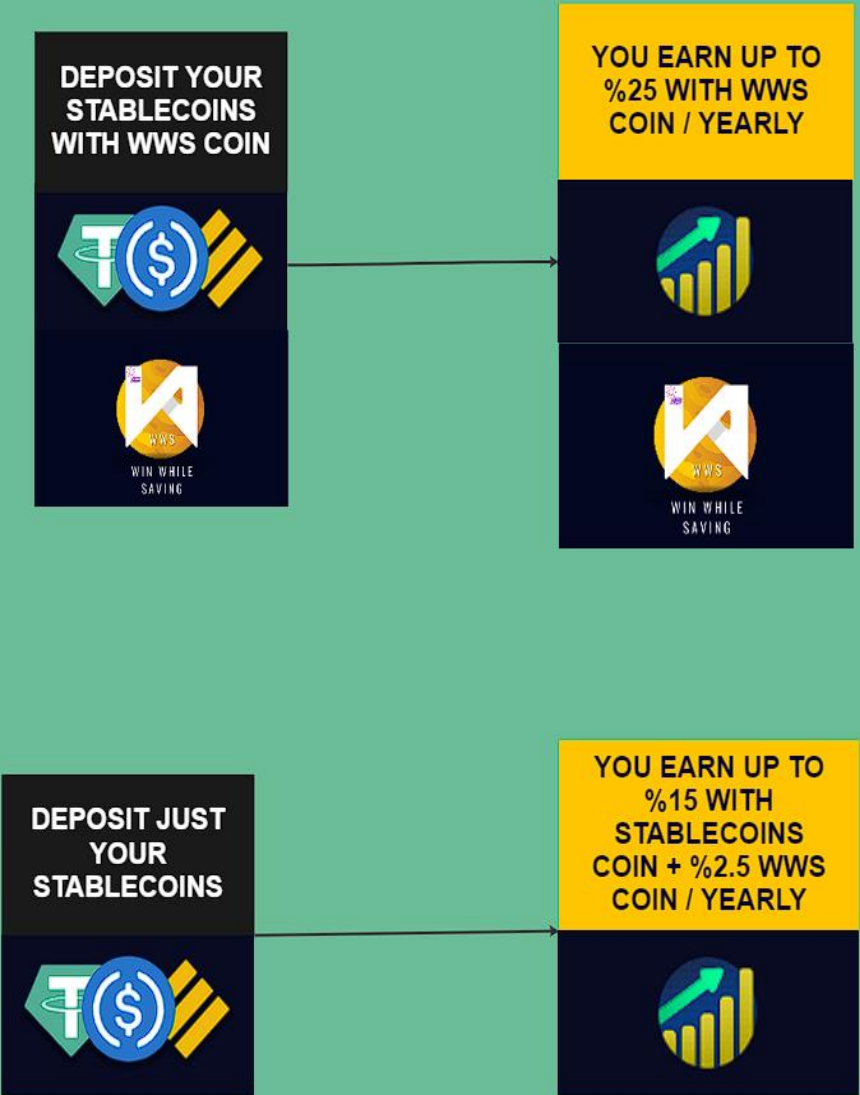 DEPOSIT YOUR
STABLECOINS
WITH WWS COIN
WWS
WIN WHILE
SAVING
YOU EARN UP TO
%25 WITH WWS
COIN / YEARLY
WWS
WIN WHILE
SAVING
DEPOSIT JUST
YOUR
STABLECOINS
YOU EARN UP TO
%15 WITH
STABLECOINS
COIN + %2.5 WWS
COIN / YEARLY